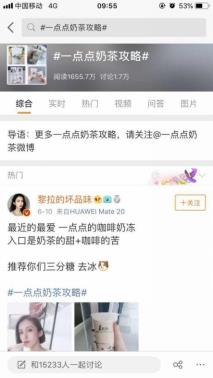 中国移动 4G 09:55
#一点点奶茶攻略#
#一点点奶茶攻略#
阅读1655.7万 讨论1.7万
综合 实时 热门 视频 问答 图片
导语：更多一点点奶茶攻略，请关注@一点点奶
茶微博
热门
黎拉的坏品味
6-10 来自HUAWEI Mate 20
+关注
最近的最爱 一点点的咖啡奶冻
入口是奶茶的甜+咖啡的苦
推荐你们三分糖 去冰
#一点点奶茶攻略#
和15233人一起讨论